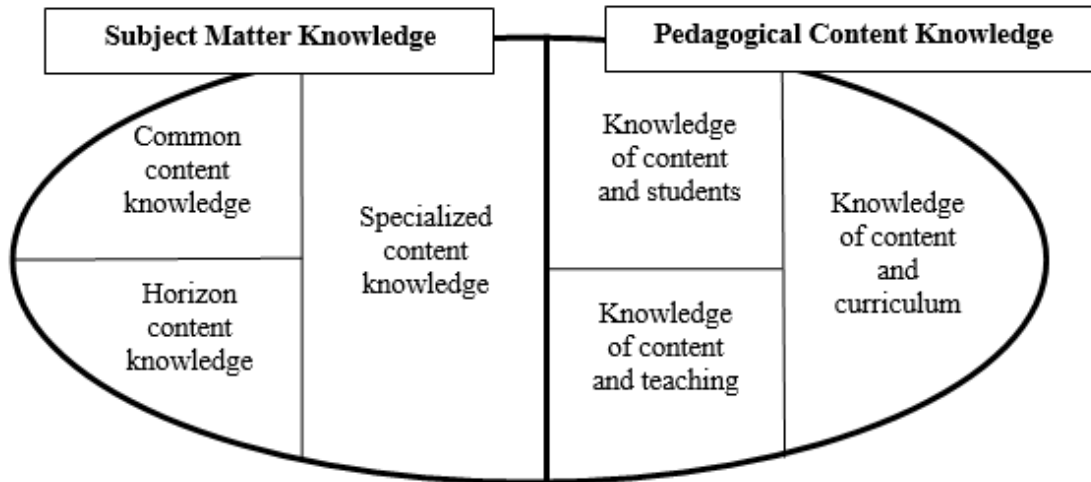 Subject Matter Knowledge
Pedagogical Content Knowledge
Common
content
knowledge
Horizon
content
knowledge
Specialized
content
knowledge
Knowledge
of content
and students
Knowledge
of content
and teaching
Knowledge
of content
and
curriculum